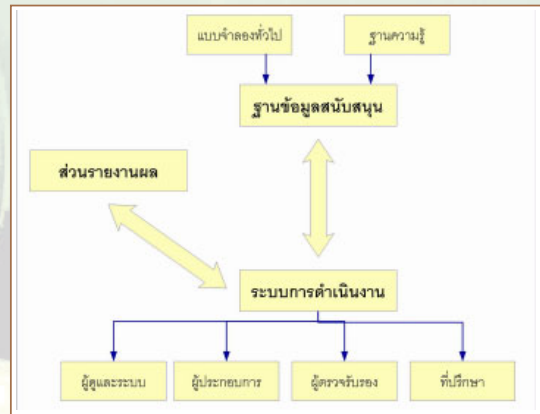 แบบจำลองทั่วไป
ฐานความรู้
ฐานข้อมูลสนับสนุน
ส่วนรายงานผล
ระบบการดำเนินงาน
ผู้ดูแลระบบ
ผู้ประกอบการ
ผู้ตรวจรับรอง
ที่ปรึกษา